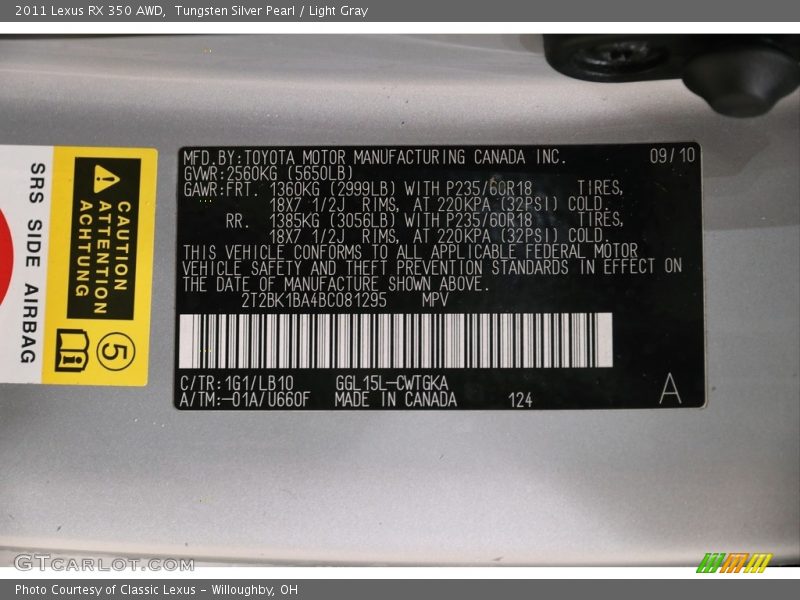 2011 Lexus RX 350 AWD,  Tungsten Silver Pearl / Light Gray
SRS SIDE AIRBAG
CAUTION
ATTENTION
ACHTUNG
5
MFD.BY:TOYOTA MOTOR MANUFACTURING CANADA INC. 09/10
GVWR:2560KG (5650LB)
GAWR:FRT. 1360KG (2999LB) WITH P235/60R18 TIRES,
18X7 1/2J RIMS, AT 220KPA (32PSI) COLD.
RR. 1385KG (3056LB) WITH P235/60R18 TIRES,
18X7 1/2J RIMS, AT 220KPA (32PSI) COLD.
THIS VEHICLE CONFORMS TO ALL APPLICABLE FEDERAL MOTOR
VEHICLE SAFETY AND THEFT PREVENTION STANDARDS IN EFFECT ON
THE DATE OF MANUFACTURE SHOWN ABOVE.
2T2BK1BA4BC081295 MPV
C/TR:1G1/LB10 GGL15L-CWTGKA
A/TM:-01A/U660F MADE IN CANADA 124 A
GTCarLot.com
Photo Courtesy of Classic Lexus - Willoughby, OH